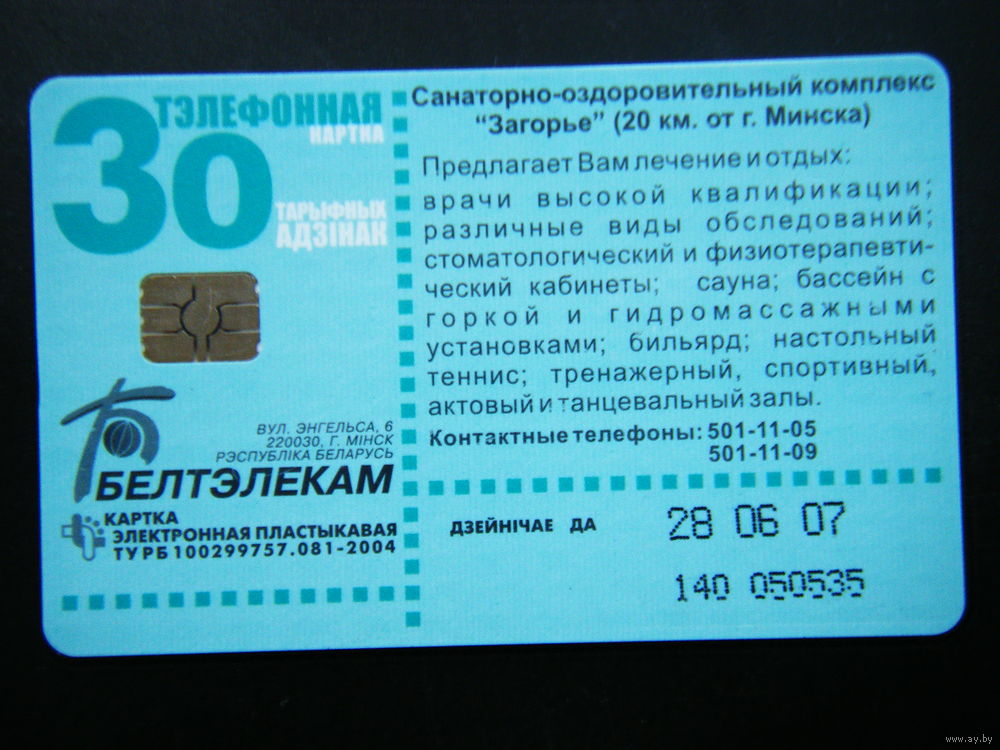 30
ТЭЛЕФОННАЯ
КАРТКА
ТАРЫФНЫХ
АДЗІНАК
Санаторно-оздоровительный комплекс
“Загорье” (20 км. от г. Минска)
Предлагает Вам лечение и отдых:
врачи высокой квалификации;
различные виды обследований;
стоматологический и физиотерапевти-
ческий кабинеты; сауна; бассейн с
горкой и гидромассажными
установками; бильярд; настольный
теннис; тренажерный, спортивный,
актовый и танцевальный залы.
Контактные телефоны: 501-11-05
501-11-09
ВУЛ. ЭНГЕЛЬСА, 6
220030, Г. МІНСК
РЭСПУБЛІКА БЕЛАРУСЬ
БЕЛТЭЛЕКАМ
КАРТКА
ЭЛЕКТРОННАЯ ПЛАСТЫКАВАЯ
ТУ РБ 100299757.081-2004
ДЗЕЙНІЧАЕ ДА 28 06 07
140 050535
www.ay.by